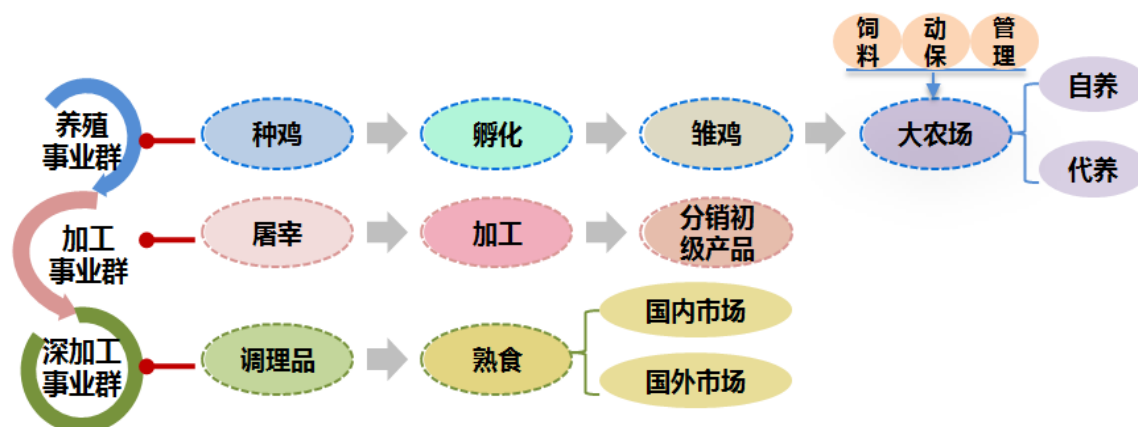 饲料
动保
管理
养殖
事业群
种鸡
孵化
雏鸡
大农场
自养
代养
加工
事业群
屠宰
加工
分销初
级产品
深加工
事业群
调理品
熟食
国内市场
国外市场